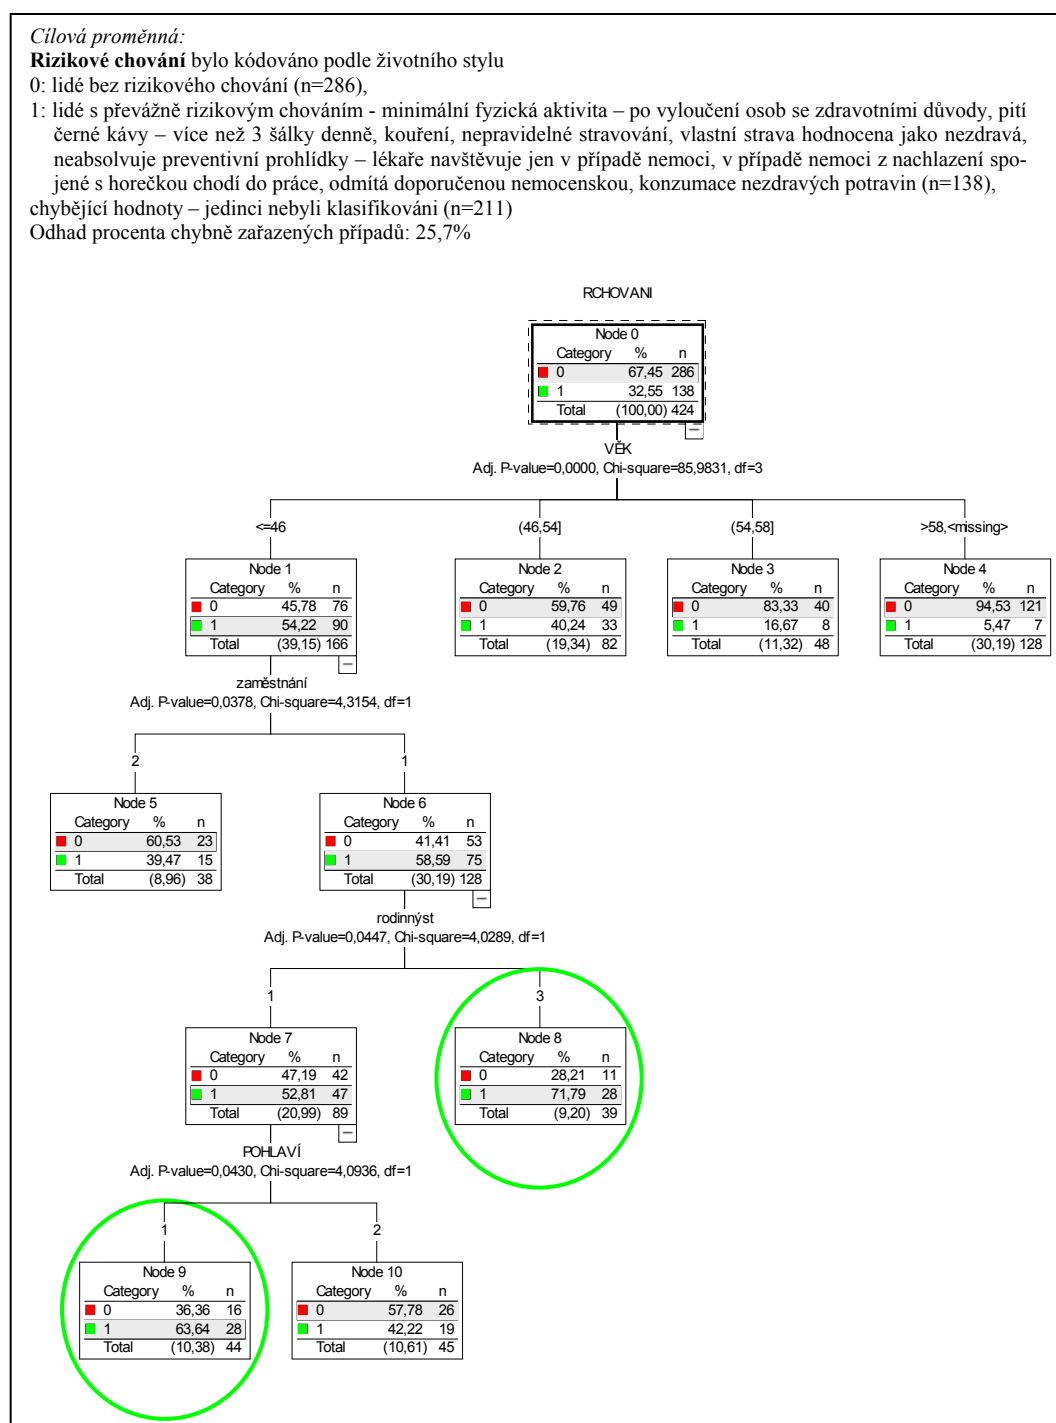 Cílová proměnná:
Rizikové chování bylo kódováno podle životního stylu
0: lidé bez rizikového chování (n=286),
1: lidé s převážně rizikovým chováním - minimální fyzická aktivita – po vyloučení osob se zdravotními důvody, pití
černé kávy – více než 3 šálky denně, kouření, nepravidelné stravování, vlastní strava hodnocena jako nezdravá,
neabsolvuje preventivní prohlídky – lékaře navštěvuje jen v případě nemoci, v případě nemoci z nachlazení spo-
jené s horečkou chodí do práce, odmítá doporučenou nemocenskou, konzumace nezdravých potravin (n=138),
chybějící hodnoty – jedinci nebyli klasifikováni (n=211)
Odhad procenta chybně zařazených případů: 25,7%
RCHOVANI
Node 0
Category % n
0 67,45 286
1 32,55 138
Total (100,00) 424
VĚK
Adj. P-value=0,0000, Chi-square=85,9831, df=3
<=46
(46,54]
(54,58]
>58,<missing>
Node 1
Category % n
0 45,78 76
1 54,22 90
Total (39,15) 166
Node 2
Category % n
0 59,76 49
1 40,24 33
Total (19,34) 82
Node 3
Category % n
0 83,33 40
1 16,67 8
Total (11,32) 48
Node 4
Category % n
0 94,53 121
1 5,47 7
Total (30,19) 128
zaměstnání
Adj. P-value=0,0378, Chi-square=4,3154, df=1
2
1
Node 5
Category % n
0 60,53 23
1 39,47 15
Total (8,96) 38
Node 6
Category % n
0 41,41 53
1 58,59 75
Total (30,19) 128
rodinnýst
Adj. P-value=0,0447, Chi-square=4,0289, df=1
1
3
Node 7
Category % n
0 47,19 42
1 52,81 47
Total (20,99) 89
Node 8
Category % n
0 28,21 11
1 71,79 28
Total (9,20) 39
POHLAVÍ
Adj. P-value=0,0430, Chi-square=4,0936, df=1
1
2
Node 9
Category % n
0 36,36 16
1 63,64 28
Total (10,38) 44
Node 10
Category % n
0 57,78 26
1 42,22 19
Total (10,61) 45